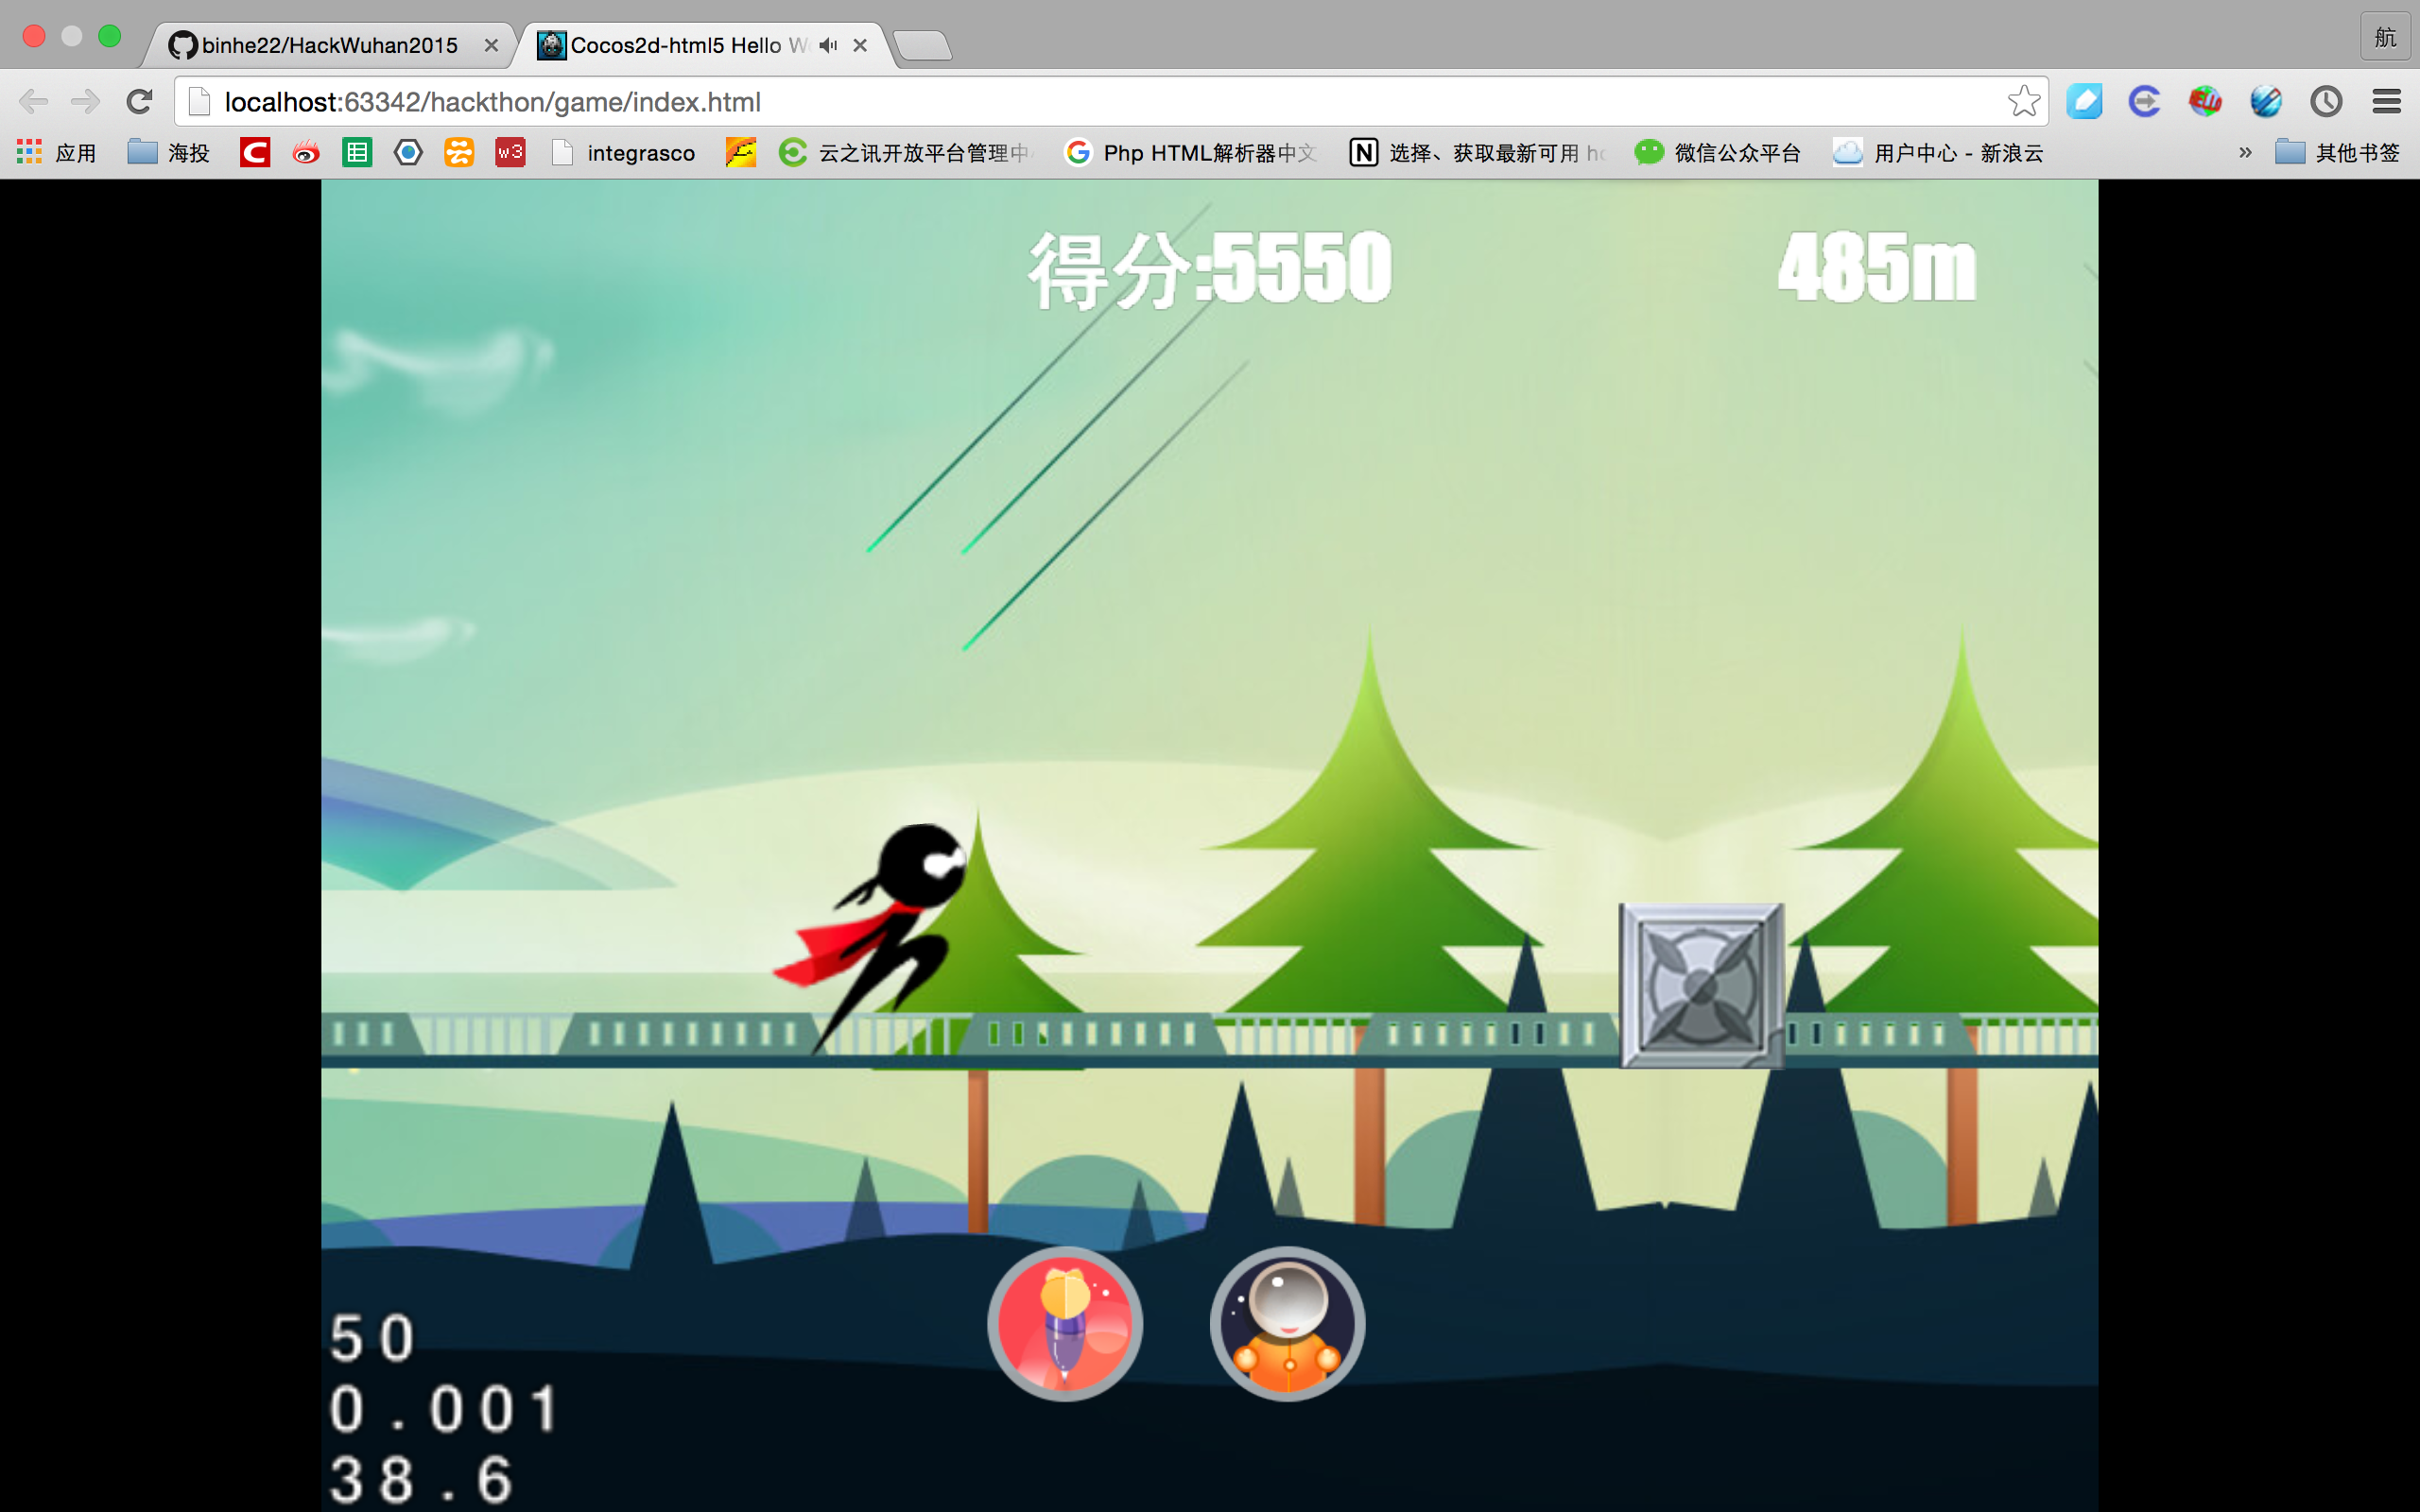 binhe22/HackWuhan2015
Cocos2d-html5 Hello W
航
localhost:63342/hackthon/game/index.html
应用
海投
w3
integrasco
云之讯开放平台管理中
Php HTML解析器中文
选择、获取最新可用 ho
微信公众平台
用户中心 - 新浪云
»
其他书签
得分:5550
485m
50
0.001
38.6